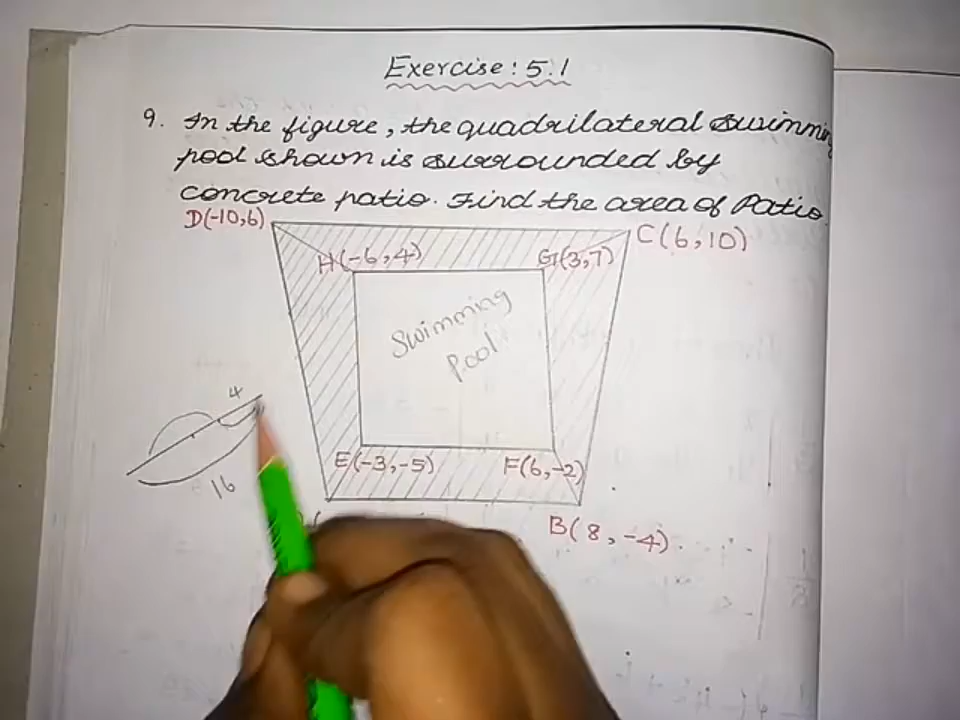 Exercise: 5.1
9. In the figure, the quadrilateral swimming
pool shown is surrounded by
concrete patio. Find the area of Patio.
D(-10,6)
C(6,10)
H(-6,4)
G(3,7)
Swimming
Pool
4
16
E(-3,-5)
F(6,-2)
B(8,-4).